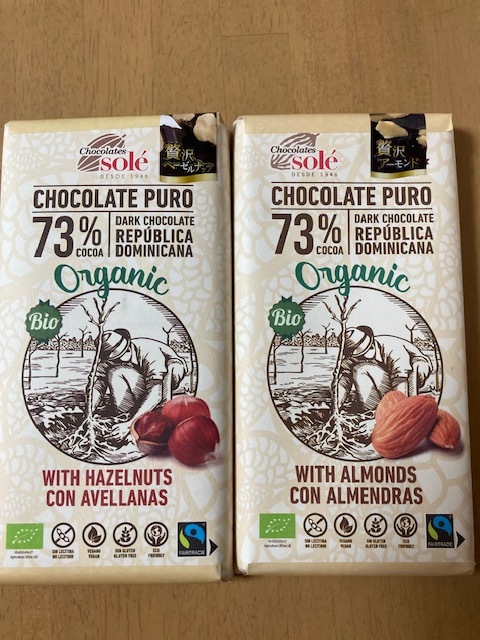 Chocolates
solé
DESDE 1946
贅沢
ヘーゼルナッツ
CHOCOLATE PURO
73%
COCOA
DARK CHOCOLATE
REPÚBLICA
DOMINICANA
Organic
Bio
WITH HAZELNUTS
CON AVELLANAS
SIN LECITINA
NO LECITHIN
VEGANO
VEGAN
SIN GLUTEN
GLUTEN FREE
ECO
FRIENDLY
FAIRTRADE
Chocolates
solé
DESDE 1946
贅沢
アーモンド
CHOCOLATE PURO
73%
COCOA
DARK CHOCOLATE
REPÚBLICA
DOMINICANA
Organic
Bio
WITH ALMONDS
CON ALMENDRAS
SIN LECITINA
NO LECITHIN
VEGANO
VEGAN
SIN GLUTEN
GLUTEN FREE
ECO
FRIENDLY
FAIRTRADE